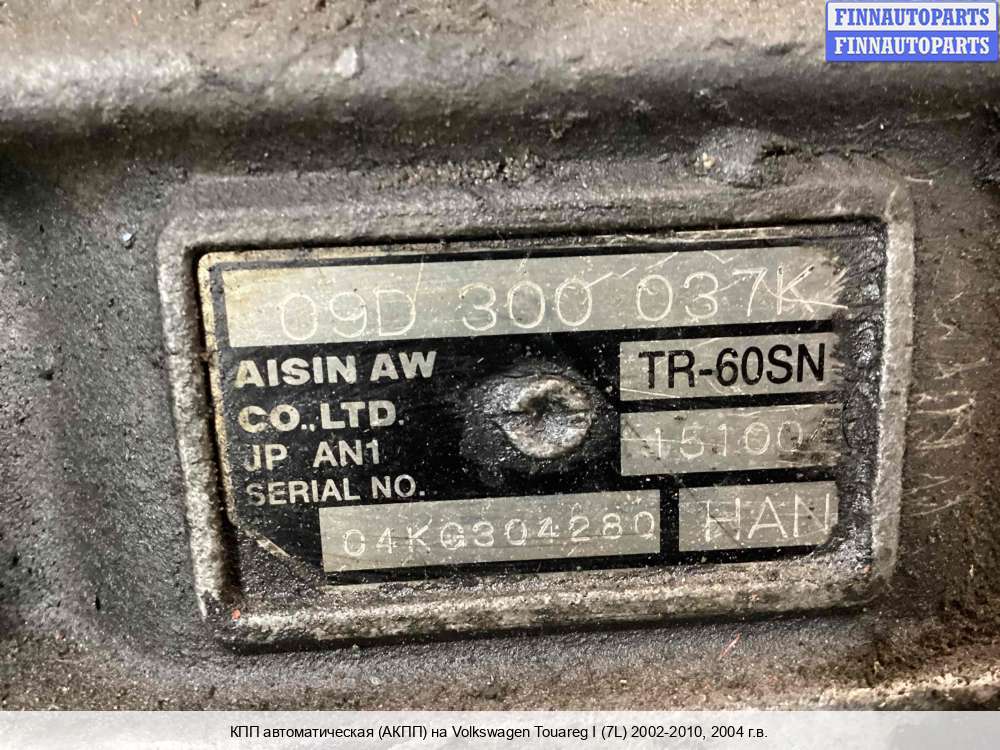 FINNAUTOPARTS
FINNAUTOPARTS
09D 300 037K
AISIN AW
CO.,LTD.
JP AN1
SERIAL NO.
TR-60SN
15100
04KG304280
HAN
КПП автоматическая (АКПП) на Volkswagen Touareg I (7L) 2002-2010, 2004 г.в.